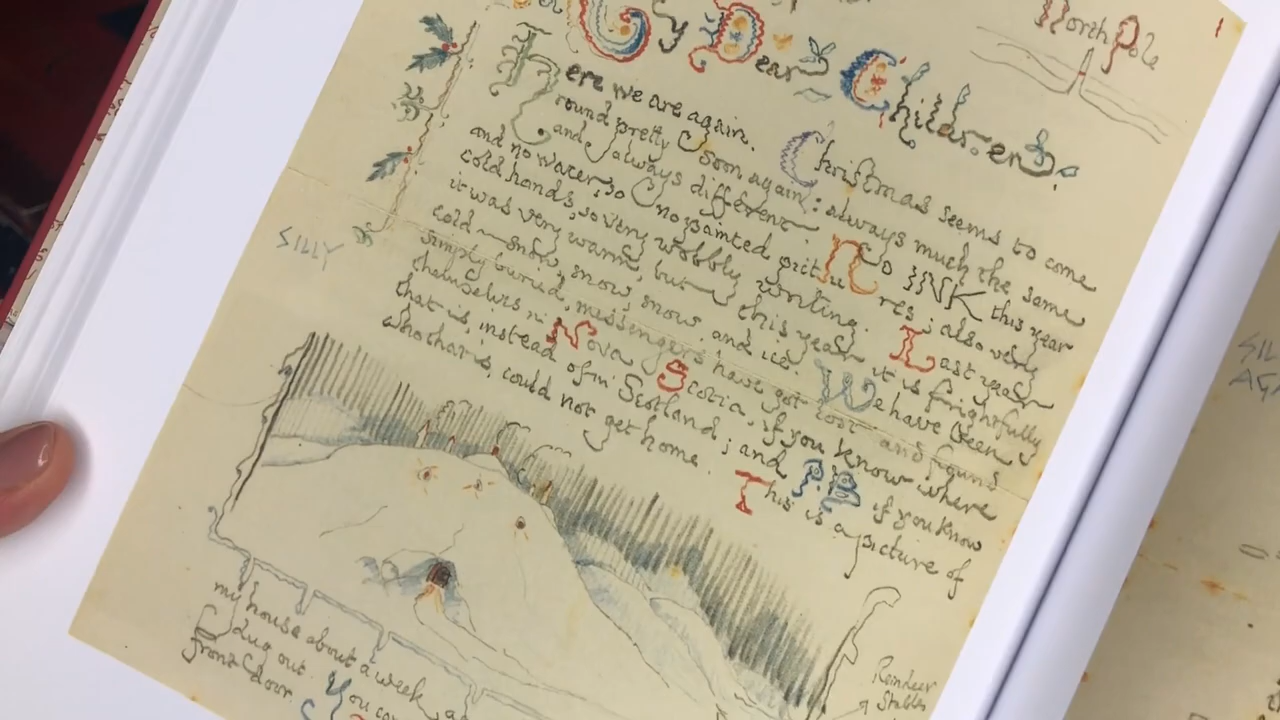 North Pole
My Dear Children.
Here we are again. Christmas seems to come
round pretty soon again: always much the same
and always different. No INK this year
and no water, so no painted pictures; also very
cold hands, so very wobbly writing. Last year
it was very warm, but this year it is frightfully
cold — snow, snow, snow, and ice. We have been
simply buried, messengers have got lost and found
themselves in Nova Scotia, if you know where
that is, instead of in Scotland; and P.B. if you know
who that is, could not get home. This is a picture of
SILLY
Reindeer
Stables
my house about a week
dug out. You
front door.